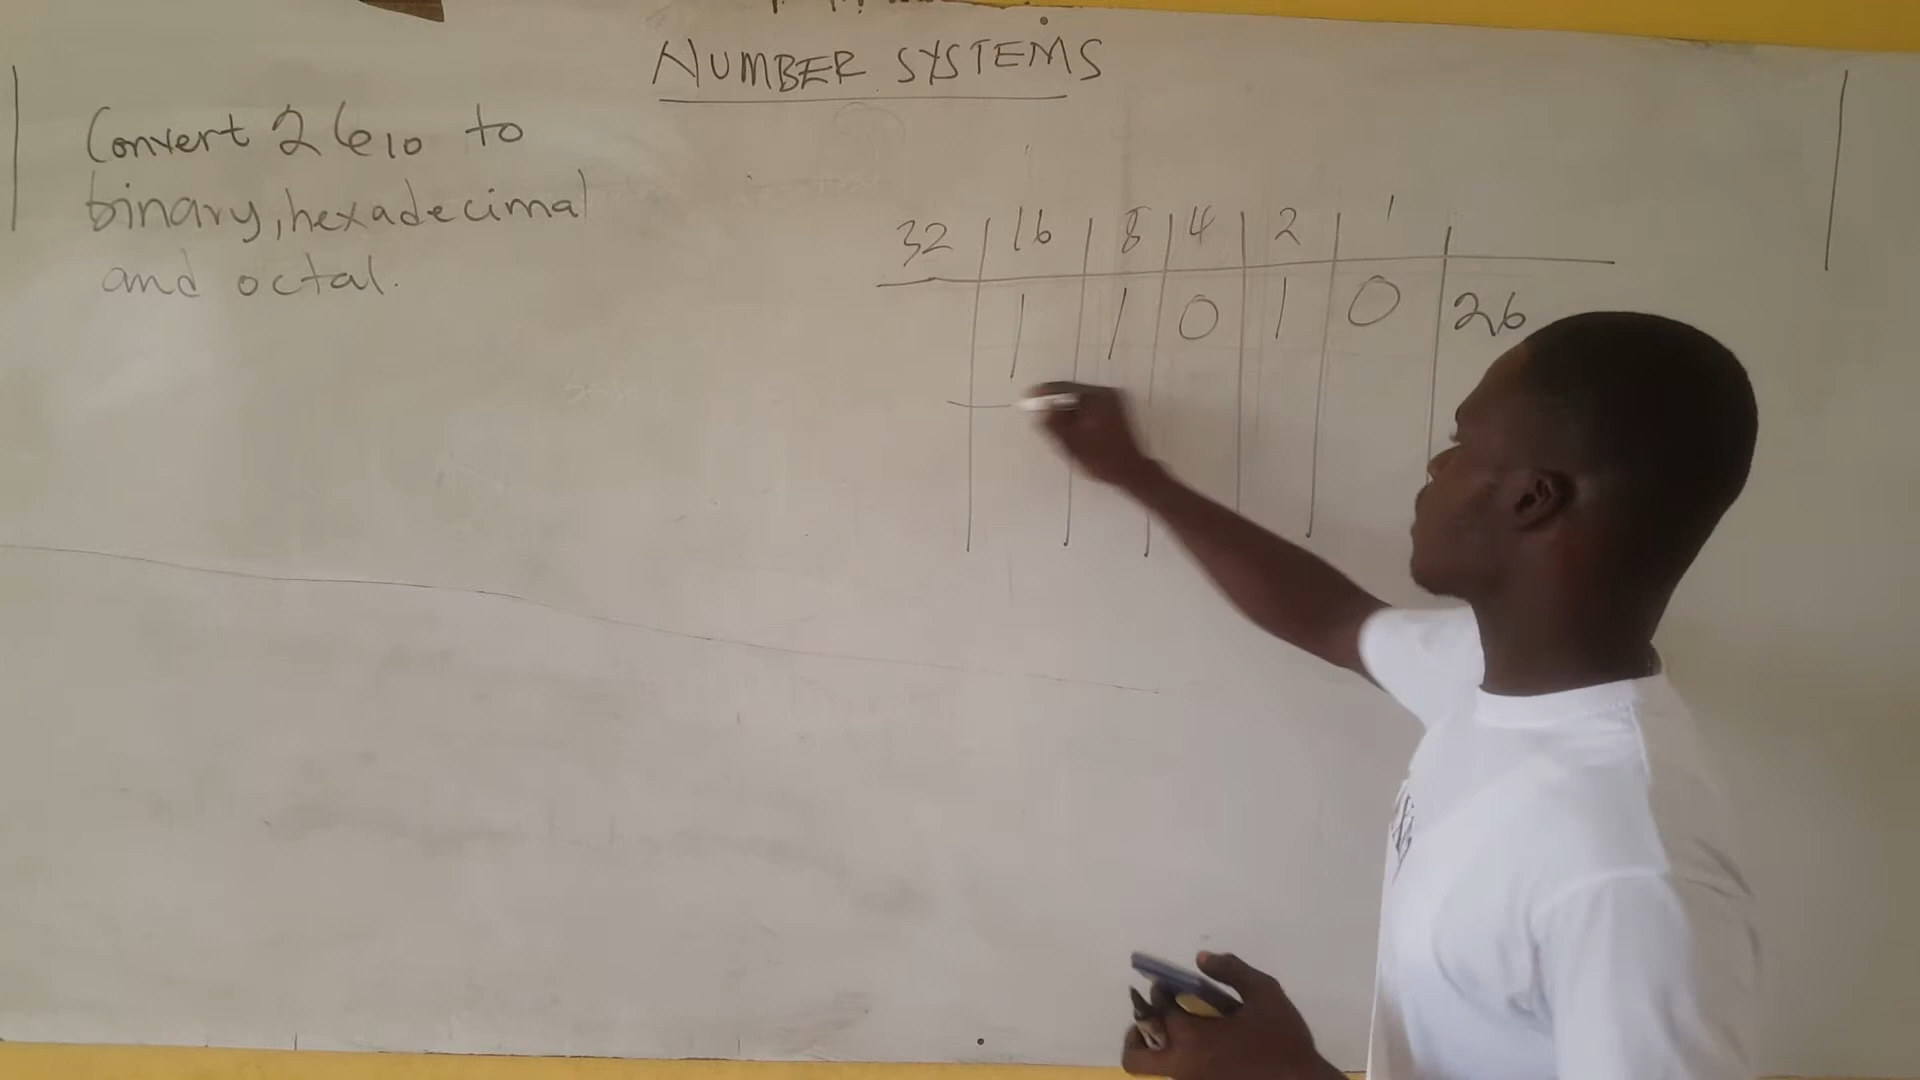 NUMBER SYSTEMS
Convert 26₁₀ to
binary, hexadecimal
and octal.
32 16 8 4 2 1
1 1 0 1 0 26